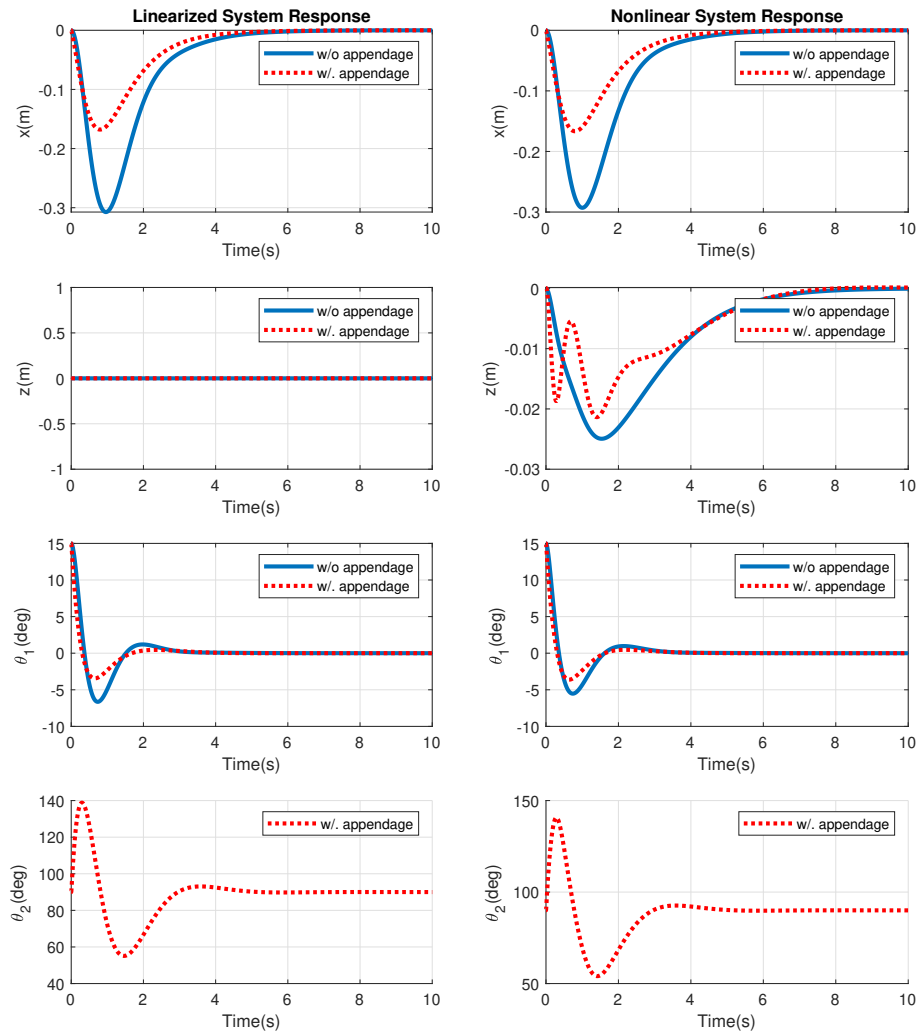 Linearized System Response
0
-0.1
-0.2
-0.3
x(m)
w/o appendage
w/. appendage
0 2 4 6 8 10
Time(s)
Nonlinear System Response
0
-0.1
-0.2
-0.3
x(m)
w/o appendage
w/. appendage
0 2 4 6 8 10
Time(s)
1
0.5
0
-0.5
-1
z(m)
w/o appendage
w/. appendage
0 2 4 6 8 10
Time(s)
0
-0.01
-0.02
-0.03
z(m)
w/o appendage
w/. appendage
0 2 4 6 8 10
Time(s)
15
10
5
0
-5
-10
θ₁(deg)
w/o appendage
w/. appendage
0 2 4 6 8 10
Time(s)
15
10
5
0
-5
-10
θ₁(deg)
w/o appendage
w/. appendage
0 2 4 6 8 10
Time(s)
140
120
100
80
60
40
θ₂(deg)
w/. appendage
0 2 4 6 8 10
Time(s)
150
100
50
θ₂(deg)
w/. appendage
0 2 4 6 8 10
Time(s)